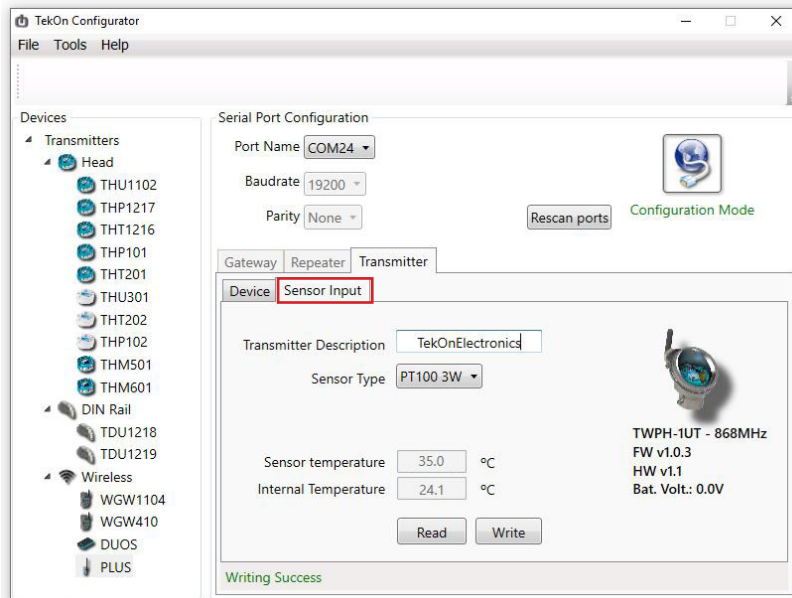 TekOn Configurator
File Tools Help
Devices
Transmitters
Head
THU1102
THP1217
THT1216
THP101
THT201
THU301
THT202
THP102
THM501
THM601
DIN Rail
TDU1218
TDU1219
Wireless
WGW1104
WGW410
DUOS
PLUS
Serial Port Configuration
Port Name COM24
Baudrate 19200
Parity None
Rescan ports
Configuration Mode
Gateway Repeater Transmitter
Device Sensor Input
Transmitter Description TekOnElectronics
Sensor Type PT100 3W
Sensor temperature 35.0 ºC
Internal Temperature 24.1 ºC
Read Write
TWPH-1UT - 868MHz
FW v1.0.3
HW v1.1
Bat. Volt.: 0.0V
Writing Success